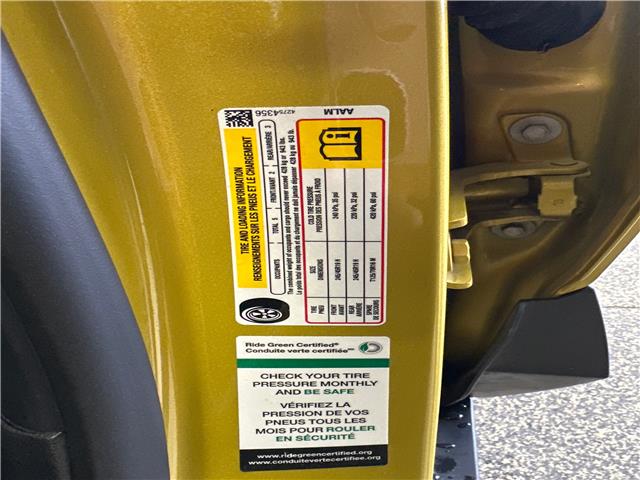 42754356
AALM
TIRE AND LOADING INFORMATION
RENSEIGNEMENTS SUR LES PNEUS ET LE CHARGEMENT
OCCUPANTS TOTAL 5 FRONT/AVANT 2 REAR/ARRIÈRE 3
The combined weight of occupants and cargo should never exceed 428 kg or 943 lbs.
Le poids total des occupants et du chargement ne doit jamais dépasser 428 kg ou 943 lb.
TIRE SIZE COLD TIRE PRESSURE
PNEU DIMENSIONS PRESSION DES PNEUS À FROID
FRONT 245/45R19 H 240 kPa, 35 psi
AVANT
REAR 245/45R19 H 220 kPa, 32 psi
ARRIÈRE
SPARE T135/70R16 M 420 kPa, 60 psi
DE SECOURS
Ride Green Certified®
Conduite verte certifiée
CHECK YOUR TIRE
PRESSURE MONTHLY
AND BE SAFE
VÉRIFIEZ LA
PRESSION DE VOS
PNEUS TOUS LES
MOIS POUR ROULER
EN SÉCURITÉ
www.ridegreencertified.org
www.conduitevertecertifiee.org